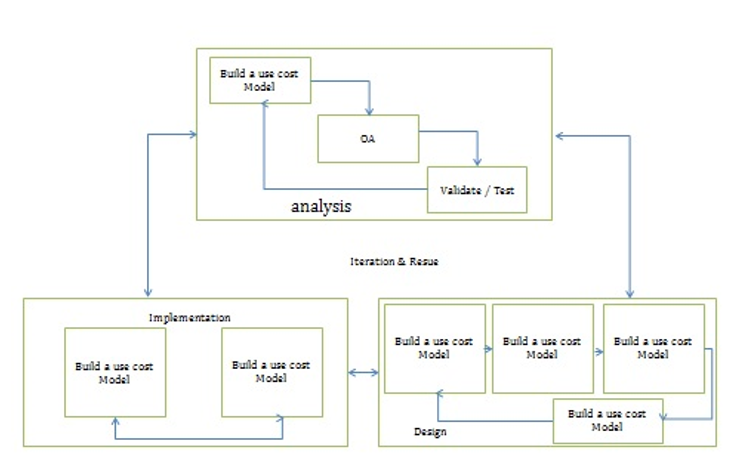 Build a use cost
Model
OA
Validate / Test
analysis
Iteration & Resue
Implementation
Build a use cost
Model
Build a use cost
Model
Build a use cost
Model
Build a use cost
Model
Build a use cost
Model
Build a use cost
Model
Design